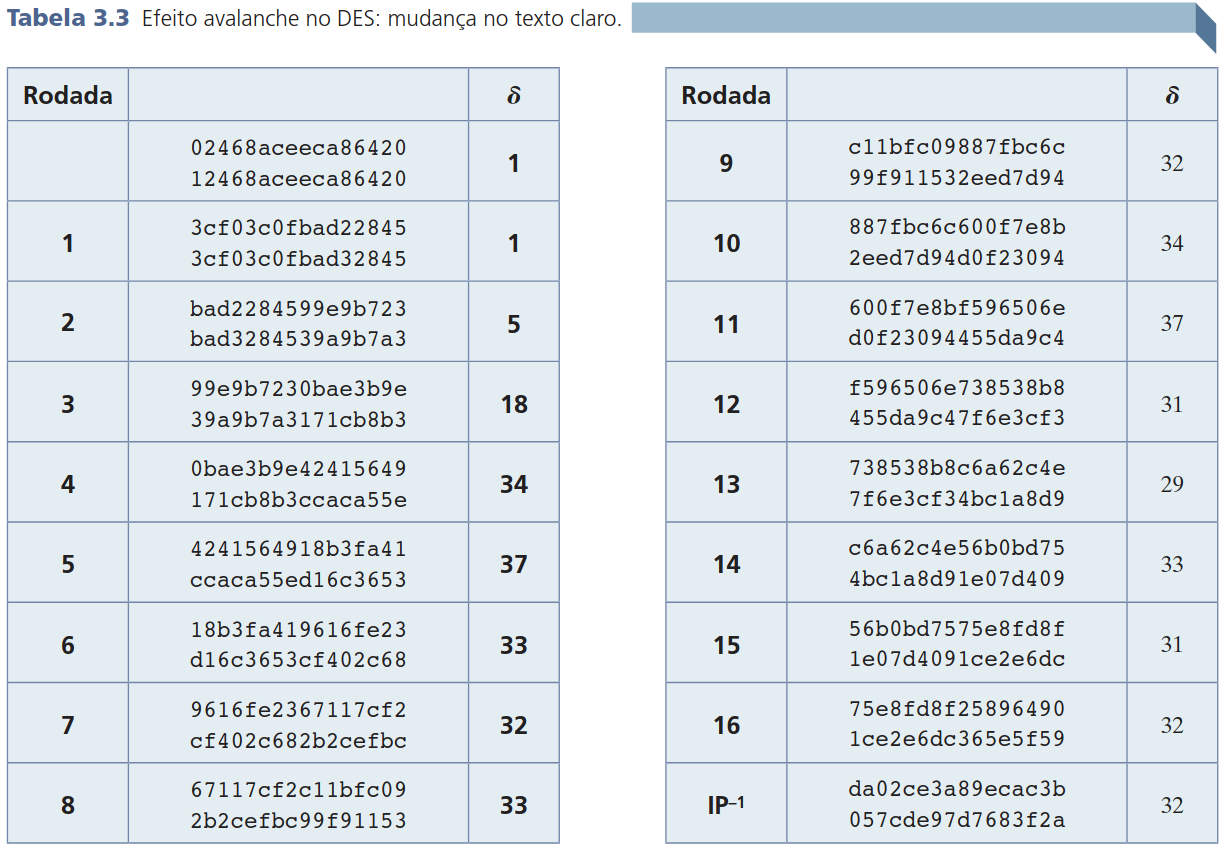 Tabela 3.3 Efeito avalanche no DES: mudança no texto claro.
Rodada δ
02468aceeca86420
12468aceeca86420
1
1
3cf03c0fbad22845
3cf03c0fbad32845
1
2
bad2284599e9b723
bad3284539a9b7a3
5
3
99e9b7230bae3b9e
39a9b7a3171cb8b3
18
4
0bae3b9e42415649
171cb8b3ccaca55e
34
5
4241564918b3fa41
ccaca55ed16c3653
37
6
18b3fa419616fe23
d16c3653cf402c68
33
7
9616fe2367117cf2
cf402c682b2cefbc
32
8
67117cf2c11bfc09
2b2cefbc99f91153
33
Rodada δ
9
c11bfc09887fbc6c
99f911532eed7d94
32
10
887fbc6c600f7e8b
2eed7d94d0f23094
34
11
600f7e8bf596506e
d0f23094455da9c4
37
12
f596506e738538b8
455da9c47f6e3cf3
31
13
738538b8c6a62c4e
7f6e3cf34bc1a8d9
29
14
c6a62c4e56b0bd75
4bc1a8d91e07d409
33
15
56b0bd7575e8fd8f
1e07d4091ce2e6dc
31
16
75e8fd8f25896490
1ce2e6dc365e5f59
32
IP–1
da02ce3a89ecac3b
057cde97d7683f2a
32